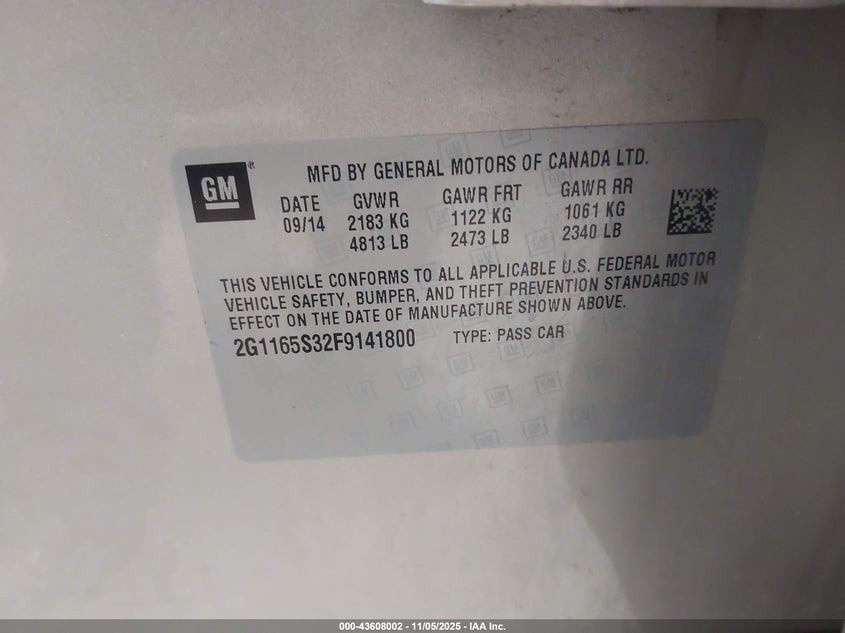 GM®
MFD BY GENERAL MOTORS OF CANADA LTD.
DATE GVWR GAWR FRT GAWR RR
09/14 2183 KG 1122 KG 1061 KG
4813 LB 2473 LB 2340 LB
THIS VEHICLE CONFORMS TO ALL APPLICABLE U.S. FEDERAL MOTOR
VEHICLE SAFETY, BUMPER, AND THEFT PREVENTION STANDARDS IN
EFFECT ON THE DATE OF MANUFACTURE SHOWN ABOVE.
2G1165S32F9141800 TYPE: PASS CAR
000-43608002 - 11/05/2025 - IAA Inc.